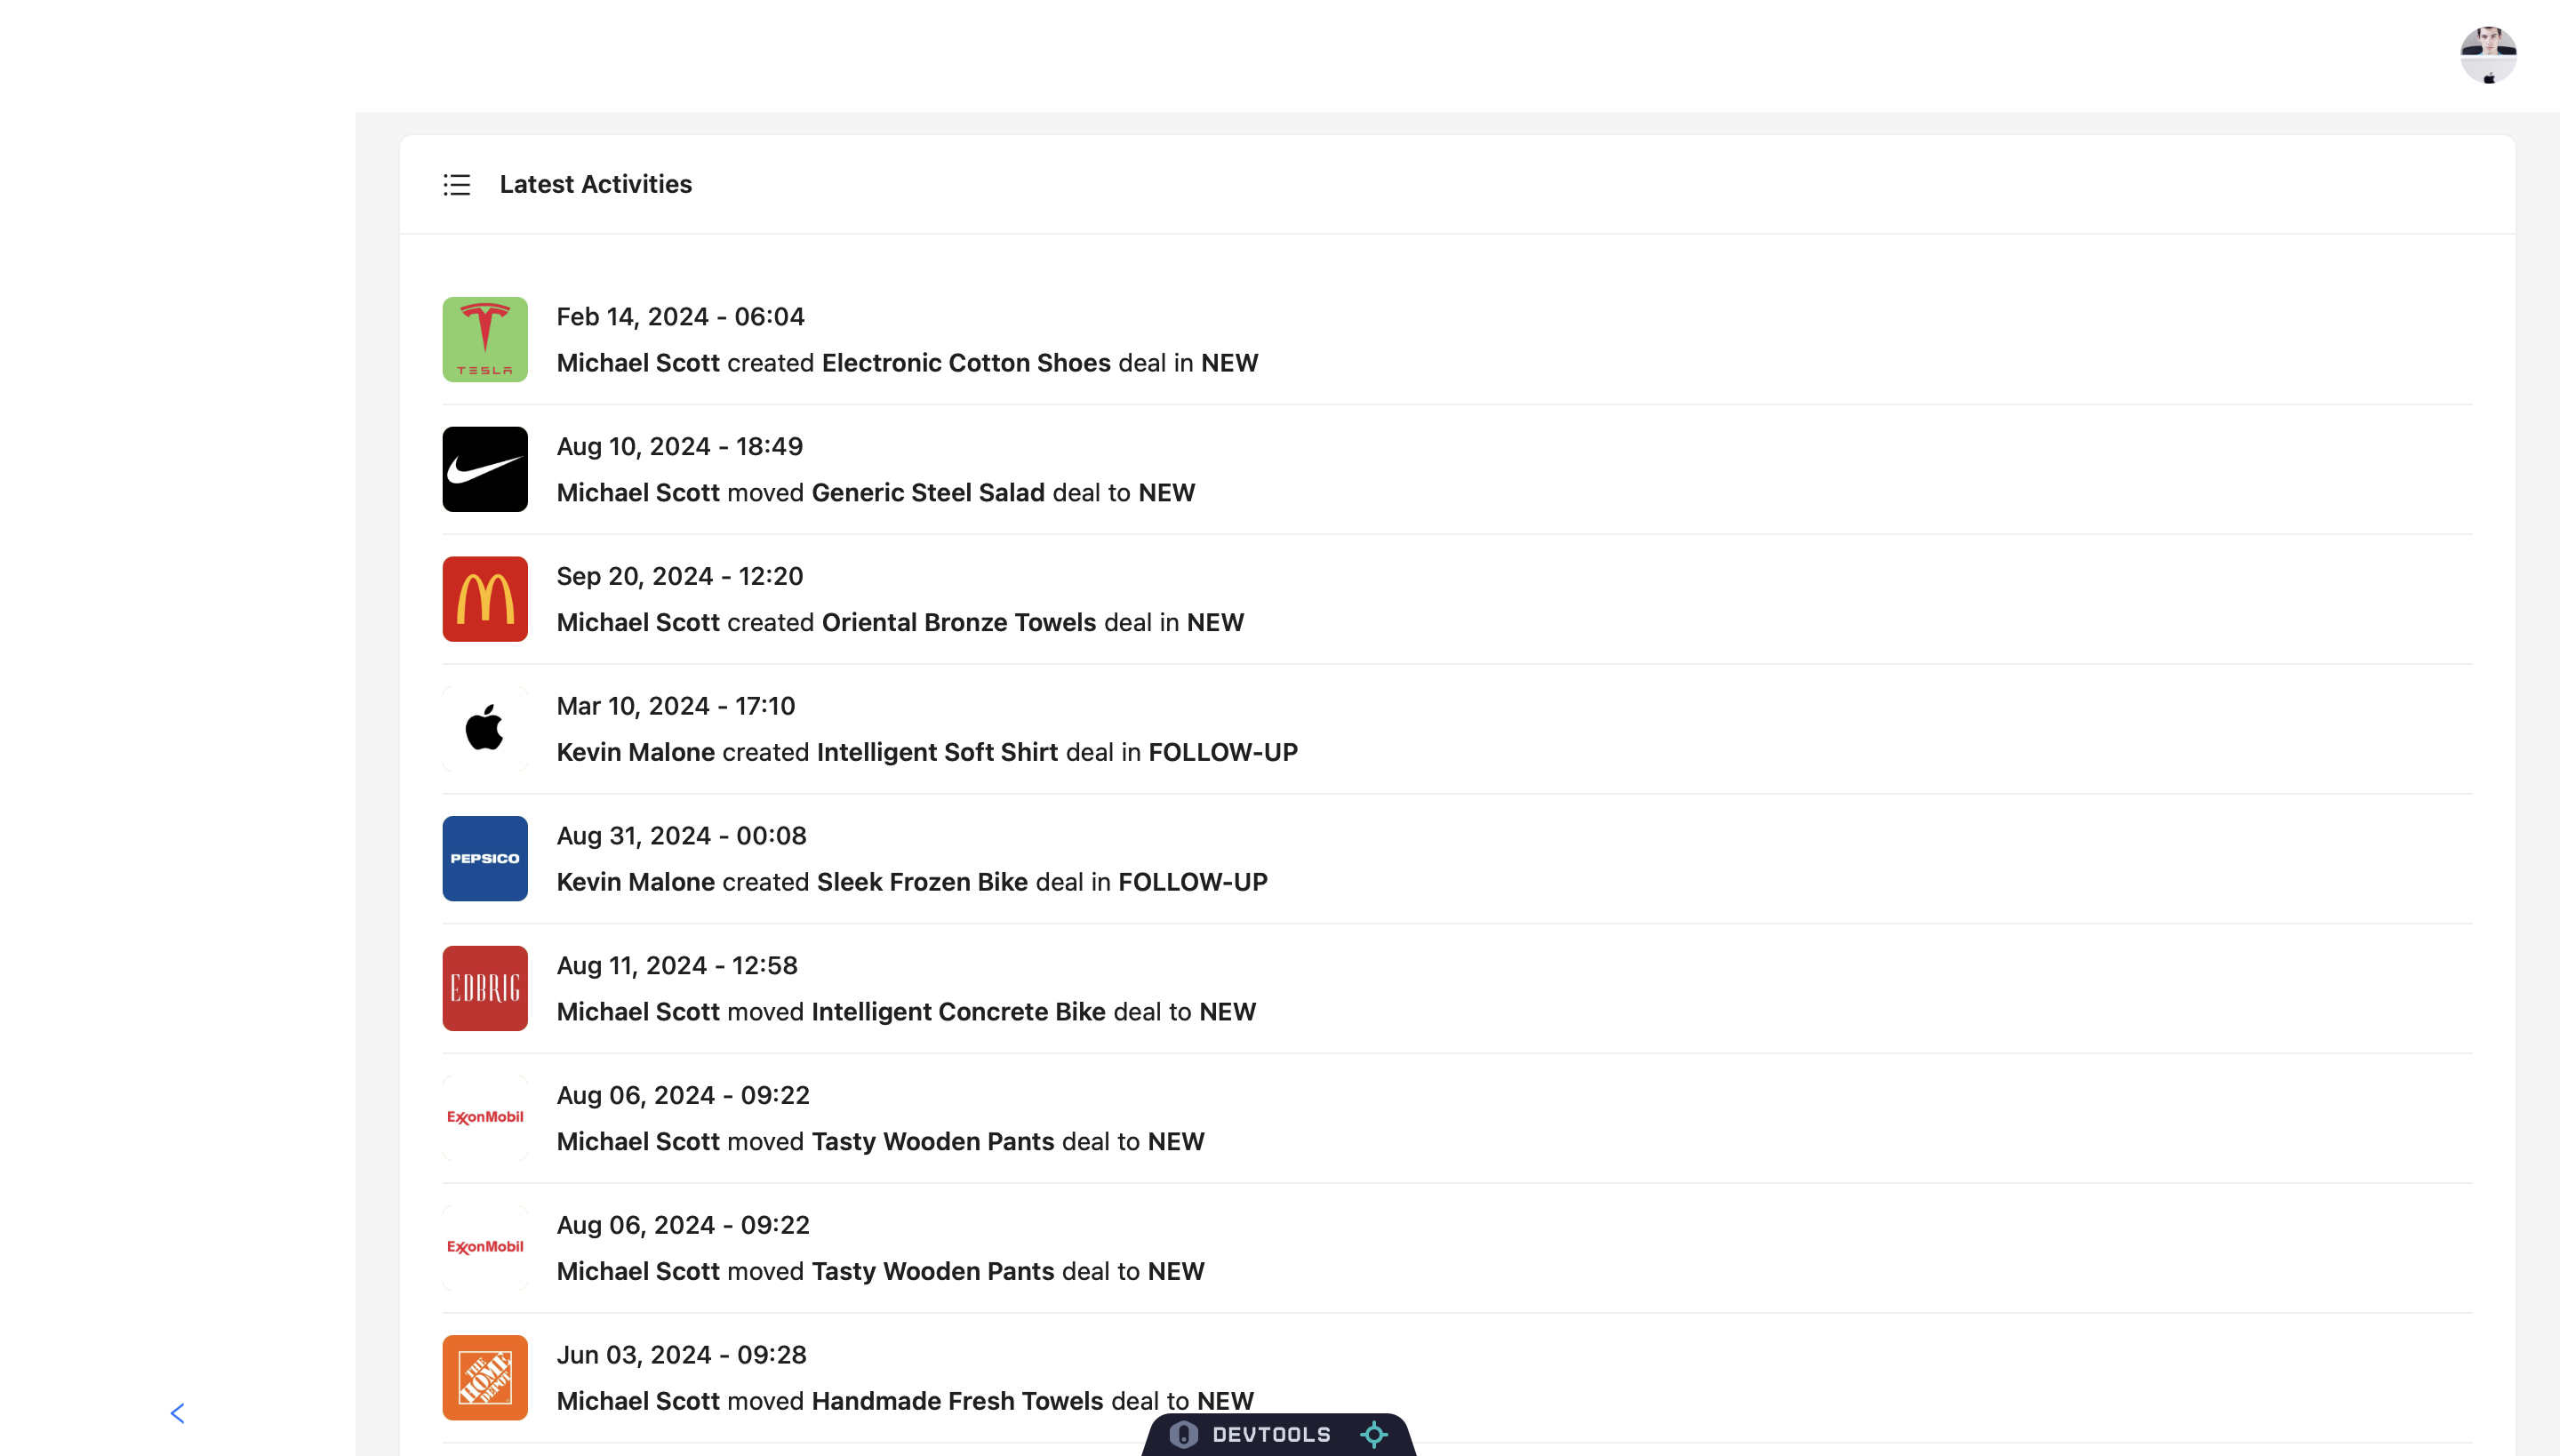 Latest Activities
TESLA
Feb 14, 2024 - 06:04
Michael Scott created Electronic Cotton Shoes deal in NEW
Aug 10, 2024 - 18:49
Michael Scott moved Generic Steel Salad deal to NEW
Sep 20, 2024 - 12:20
Michael Scott created Oriental Bronze Towels deal in NEW
Mar 10, 2024 - 17:10
Kevin Malone created Intelligent Soft Shirt deal in FOLLOW-UP
PEPSICO
Aug 31, 2024 - 00:08
Kevin Malone created Sleek Frozen Bike deal in FOLLOW-UP
EDBRIG
Aug 11, 2024 - 12:58
Michael Scott moved Intelligent Concrete Bike deal to NEW
ExxonMobil
Aug 06, 2024 - 09:22
Michael Scott moved Tasty Wooden Pants deal to NEW
ExxonMobil
Aug 06, 2024 - 09:22
Michael Scott moved Tasty Wooden Pants deal to NEW
THE
HOME
DEPOT
Jun 03, 2024 - 09:28
Michael Scott moved Handmade Fresh Towels deal to NEW
DEVTOOLS